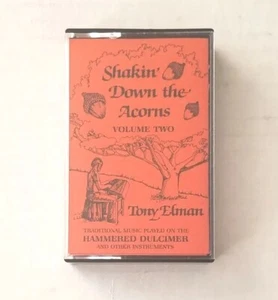 Shakin'
Down the
Acorns
VOLUME TWO
Tony Elman
TRADITIONAL MUSIC PLAYED ON THE
HAMMERED DULCIMER
AND OTHER INSTRUMENTS